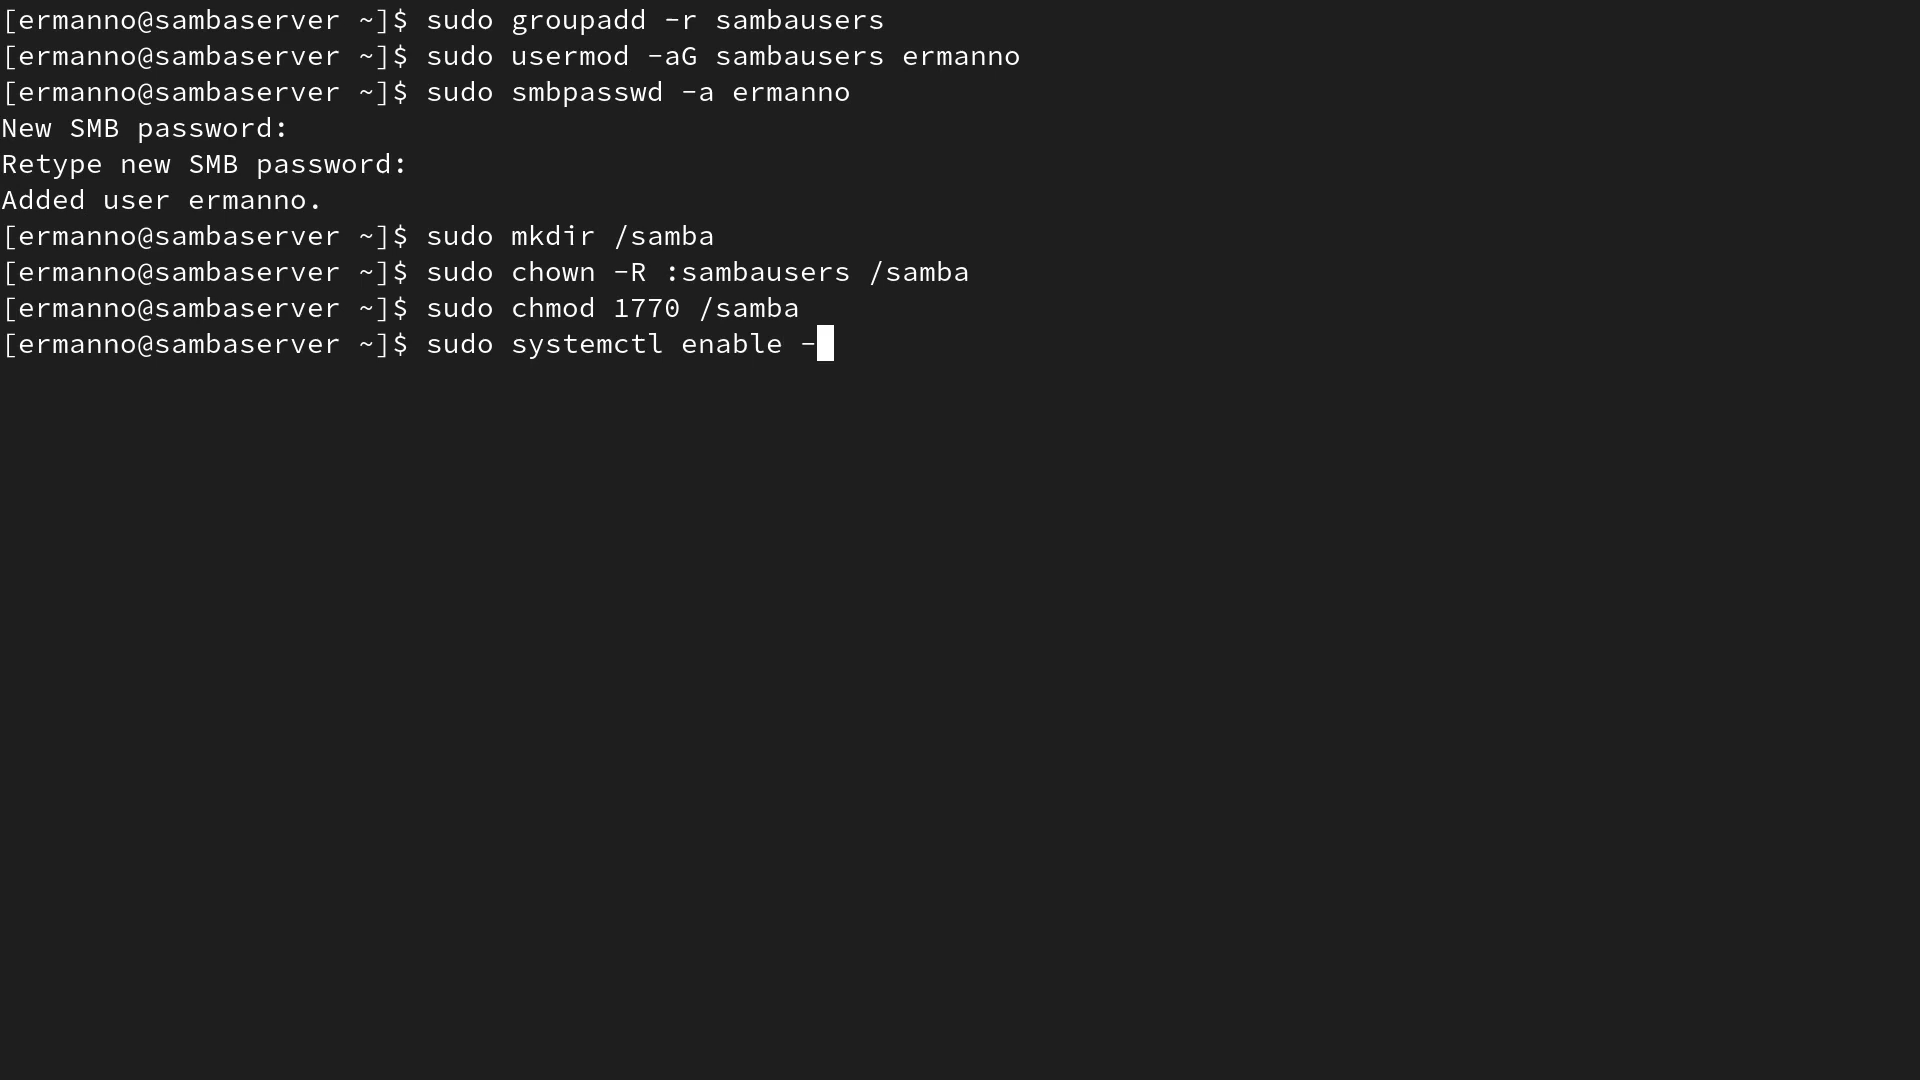 [ermanno@sambaserver ~]$ sudo groupadd -r sambausers
[ermanno@sambaserver ~]$ sudo usermod -aG sambausers ermanno
[ermanno@sambaserver ~]$ sudo smbpasswd -a ermanno
New SMB password:
Retype new SMB password:
Added user ermanno.
[ermanno@sambaserver ~]$ sudo mkdir /samba
[ermanno@sambaserver ~]$ sudo chown -R :sambausers /samba
[ermanno@sambaserver ~]$ sudo chmod 1770 /samba
[ermanno@sambaserver ~]$ sudo systemctl enable -